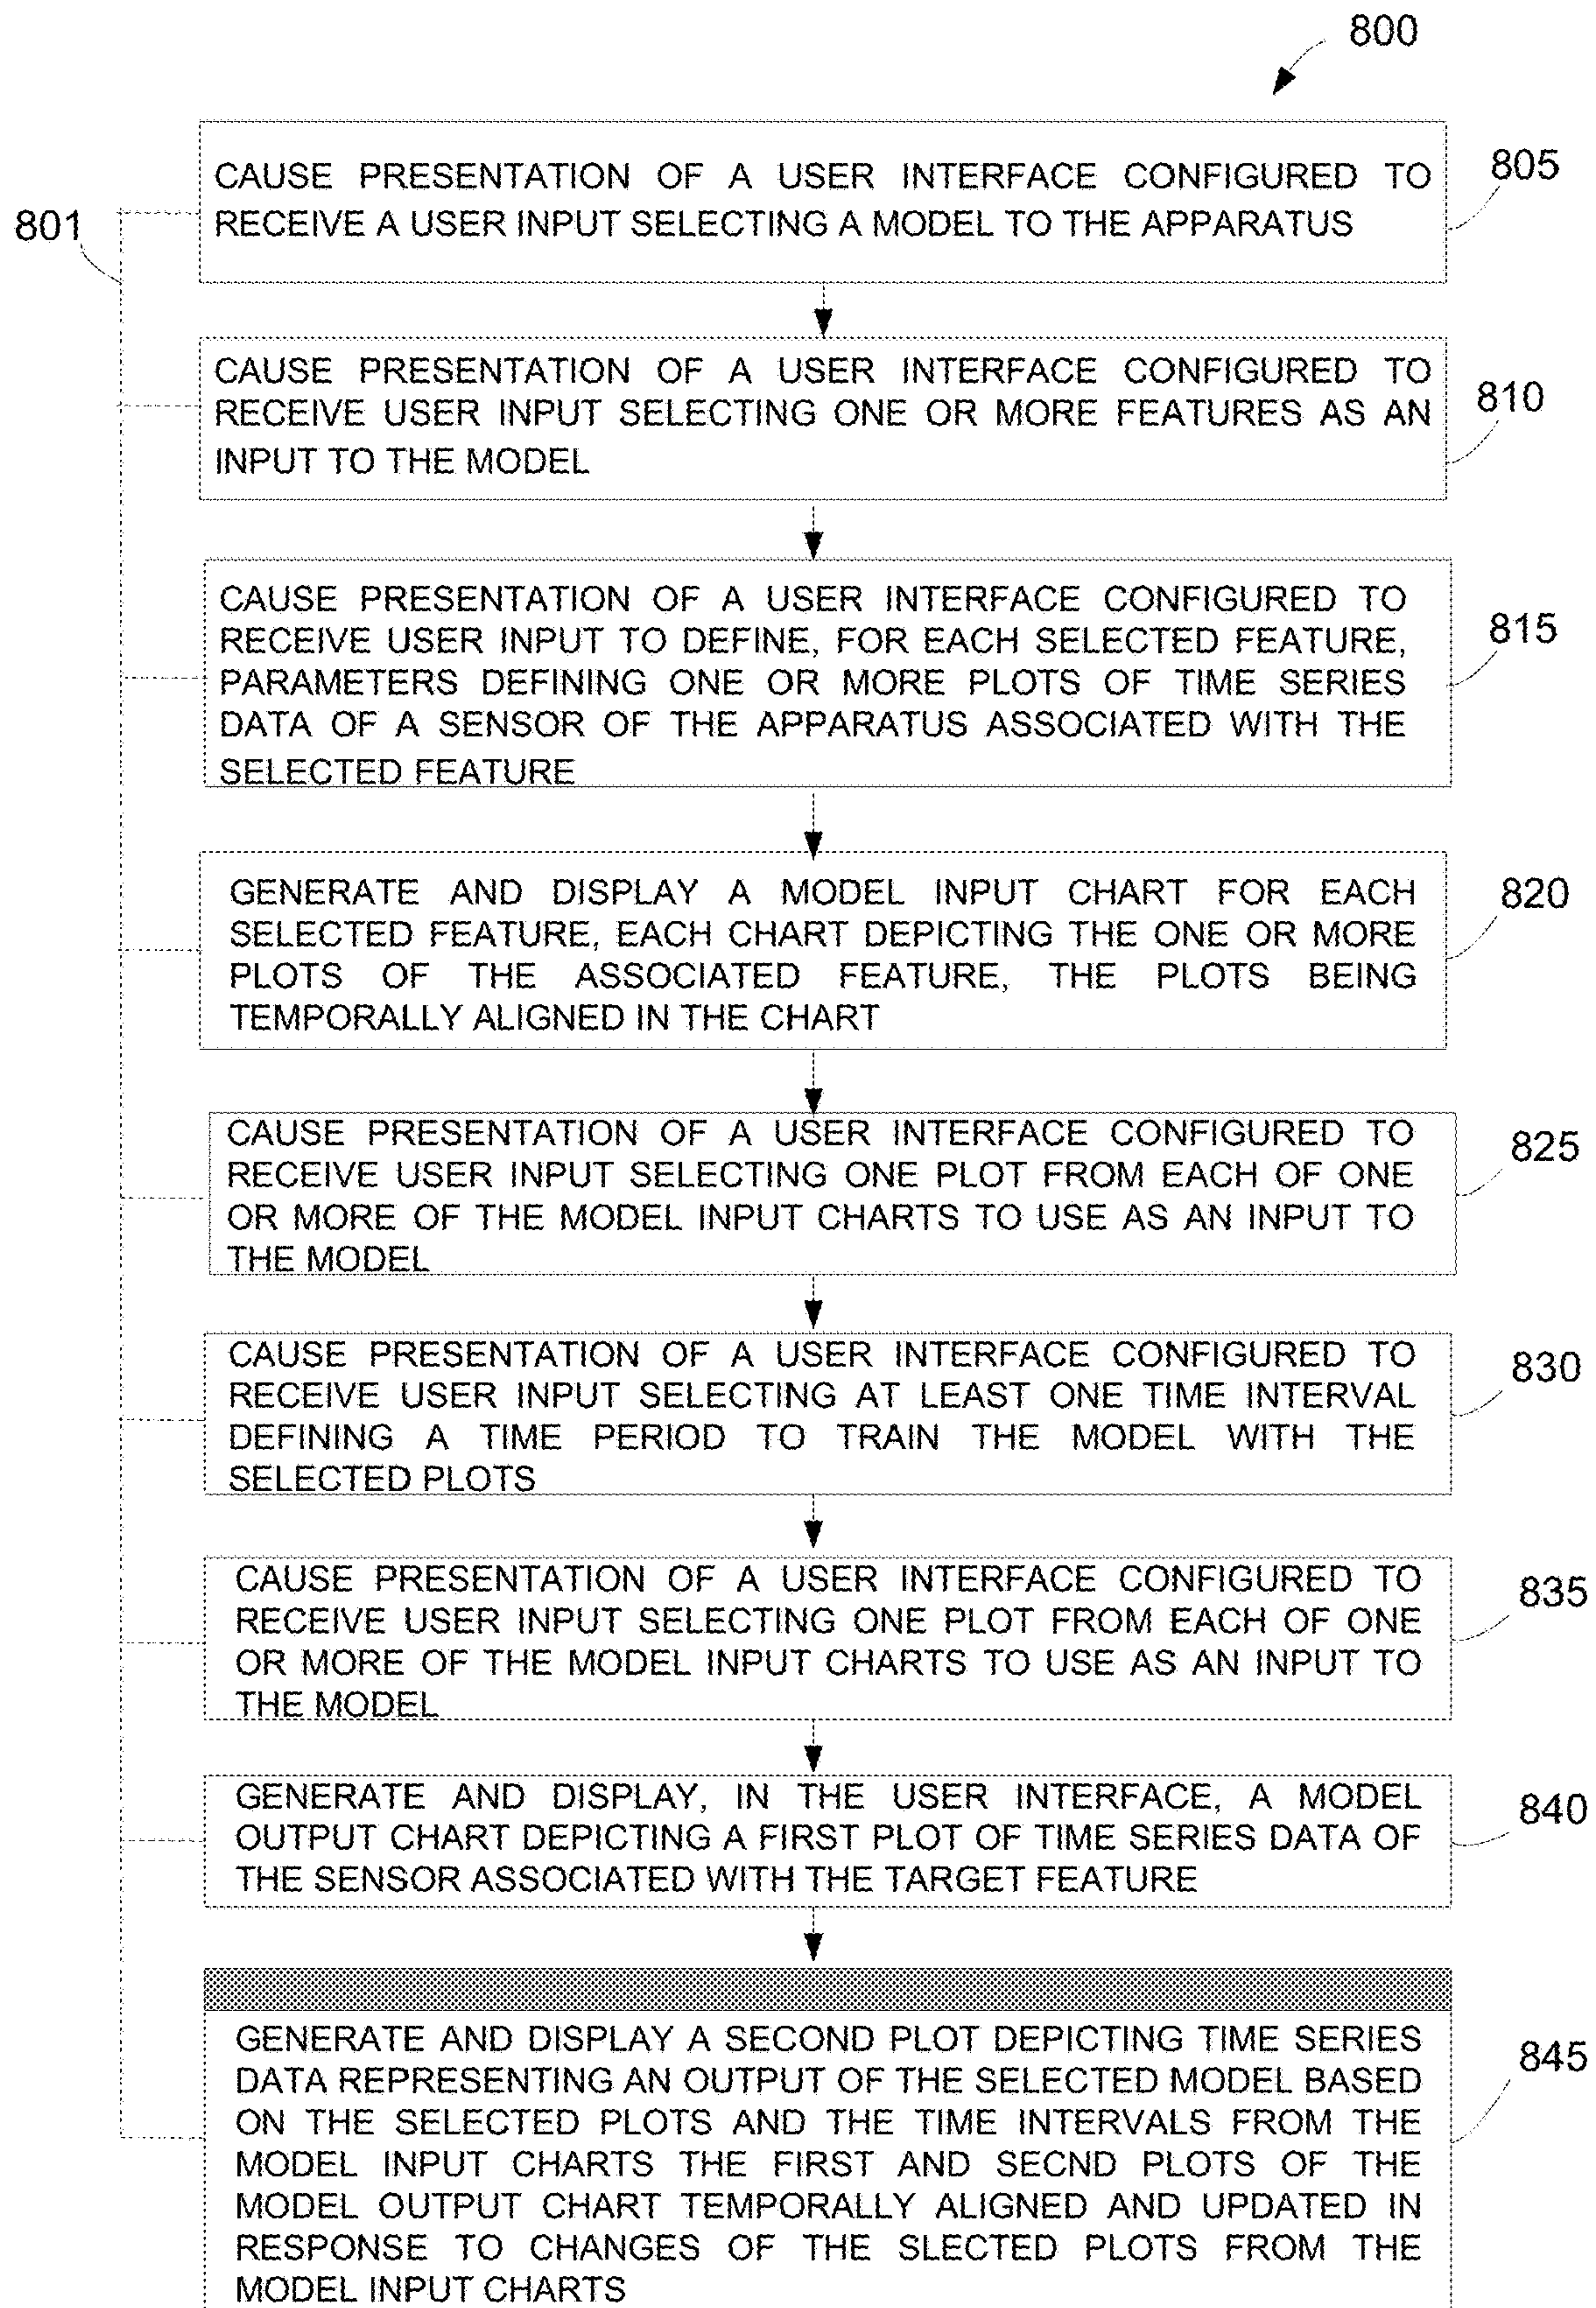 800
CAUSE PRESENTATION OF A USER INTERFACE CONFIGURED TO
RECEIVE A USER INPUT SELECTING A MODEL TO THE APPARATUS
805
801
CAUSE PRESENTATION OF A USER INTERFACE CONFIGURED TO
RECEIVE USER INPUT SELECTING ONE OR MORE FEATURES AS AN
INPUT TO THE MODEL
810
CAUSE PRESENTATION OF A USER INTERFACE CONFIGURED TO
RECEIVE USER INPUT TO DEFINE, FOR EACH SELECTED FEATURE,
PARAMETERS DEFINING ONE OR MORE PLOTS OF TIME SERIES
DATA OF A SENSOR OF THE APPARATUS ASSOCIATED WITH THE
SELECTED FEATURE
815
GENERATE AND DISPLAY A MODEL INPUT CHART FOR EACH
SELECTED FEATURE, EACH CHART DEPICTING THE ONE OR MORE
PLOTS OF THE ASSOCIATED FEATURE, THE PLOTS BEING
TEMPORALLY ALIGNED IN THE CHART
820
CAUSE PRESENTATION OF A USER INTERFACE CONFIGURED TO
RECEIVE USER INPUT SELECTING ONE PLOT FROM EACH OF ONE
OR MORE OF THE MODEL INPUT CHARTS TO USE AS AN INPUT TO
THE MODEL
825
CAUSE PRESENTATION OF A USER INTERFACE CONFIGURED TO
RECEIVE USER INPUT SELECTING AT LEAST ONE TIME INTERVAL
DEFINING A TIME PERIOD TO TRAIN THE MODEL WITH THE
SELECTED PLOTS
830
CAUSE PRESENTATION OF A USER INTERFACE CONFIGURED TO
RECEIVE USER INPUT SELECTING ONE PLOT FROM EACH OF ONE
OR MORE OF THE MODEL INPUT CHARTS TO USE AS AN INPUT TO
THE MODEL
835
GENERATE AND DISPLAY, IN THE USER INTERFACE, A MODEL
OUTPUT CHART DEPICTING A FIRST PLOT OF TIME SERIES DATA OF
THE SENSOR ASSOCIATED WITH THE TARGET FEATURE
840
GENERATE AND DISPLAY A SECOND PLOT DEPICTING TIME SERIES
DATA REPRESENTING AN OUTPUT OF THE SELECTED MODEL BASED
ON THE SELECTED PLOTS AND THE TIME INTERVALS FROM THE
MODEL INPUT CHARTS THE FIRST AND SECND PLOTS OF THE
MODEL OUTPUT CHART TEMPORALLY ALIGNED AND UPDATED IN
RESPONSE TO CHANGES OF THE SLECTED PLOTS FROM THE
MODEL INPUT CHARTS
845